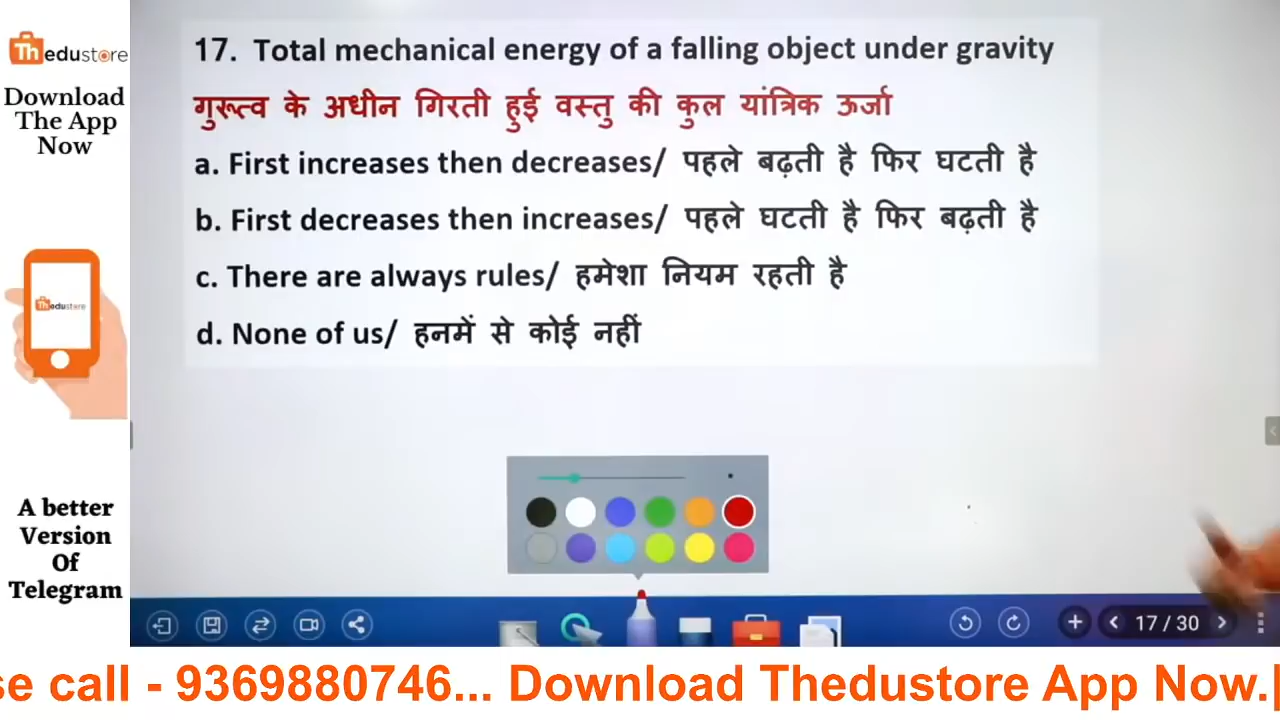 Thedustore
Download
The App
Now
17. Total mechanical energy of a falling object under gravity
गुरूत्व के अधीन गिरती हुई वस्तु की कुल यांत्रिक ऊर्जा
a. First increases then decreases/ पहले बढ़ती है फिर घटती है
b. First decreases then increases/ पहले घटती है फिर बढ़ती है
c. There are always rules/ हमेशा नियम रहती है
d. None of us/ हनमें से कोई नहीं
Thedustore
A better
Version
Of
Telegram
17 / 30
se call - 9369880746... Download Thedustore App Now.|